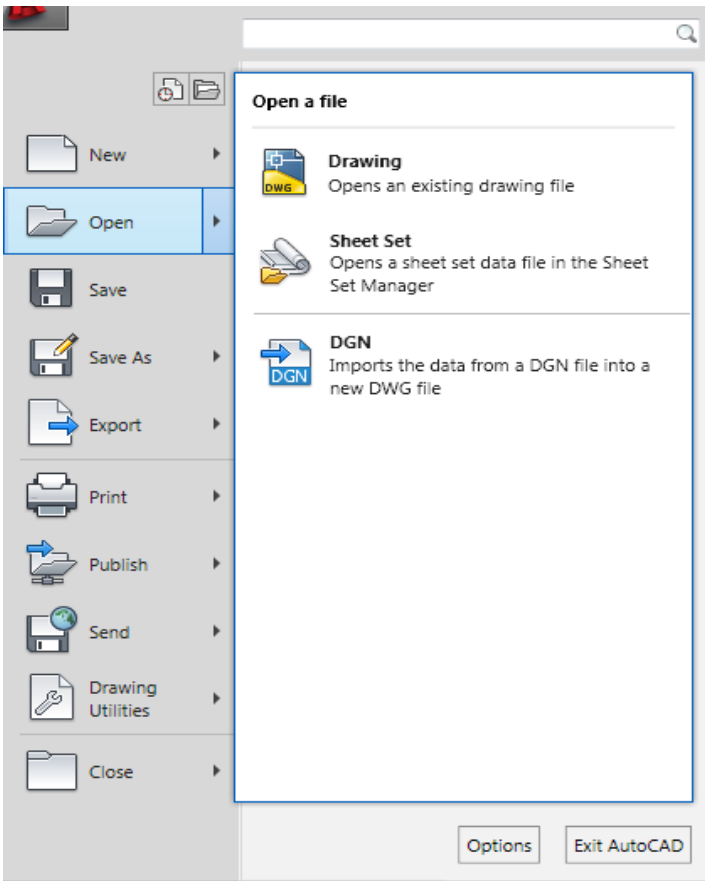 Open a file
New
Drawing
DWG
Opens an existing drawing file
Open
Sheet Set
Opens a sheet set data file in the Sheet
Set Manager
Save
DGN
DGN
Imports the data from a DGN file into a
new DWG file
Save As
Export
Print
Publish
Send
Drawing
Utilities
Close
Options
Exit AutoCAD